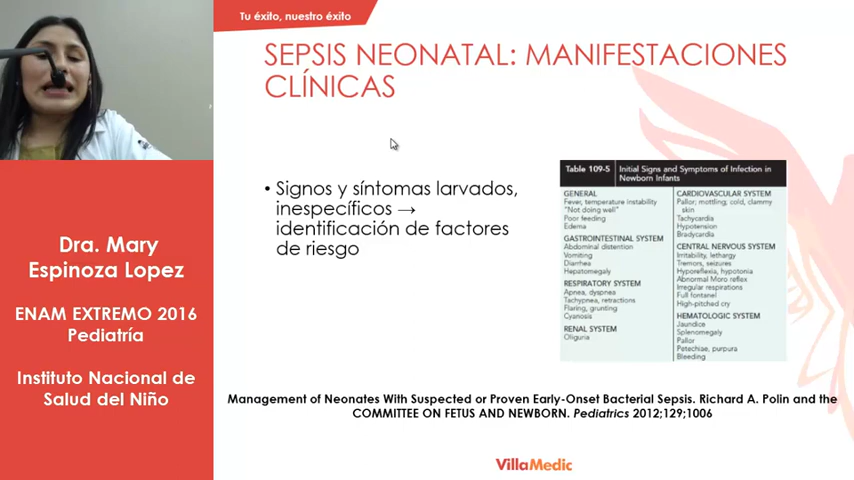 Tu éxito, nuestro éxito
SEPSIS NEONATAL: MANIFESTACIONES
CLÍNICAS
• Signos y síntomas larvados,
inespecíficos →
identificación de factores
de riesgo
Table 109-5 Initial Signs and Symptoms of Infection in
Newborn Infants
GENERAL
Fever, temperature instability
"Not doing well"
Poor feeding
Edema
GASTROINTESTINAL SYSTEM
Abdominal distention
Vomiting
Diarrhea
Hepatomegaly
RESPIRATORY SYSTEM
Apnea, dyspnea
Tachypnea, retractions
Flaring, grunting
Cyanosis
RENAL SYSTEM
Oliguria
CARDIOVASCULAR SYSTEM
Pallor; mottling; cold, clammy
skin
Tachycardia
Hypotension
Bradycardia
CENTRAL NERVOUS SYSTEM
Irritability, lethargy
Tremors, seizures
Hyporeflexia, hypotonia
Abnormal Moro reflex
Irregular respirations
Full fontanel
High-pitched cry
HEMATOLOGIC SYSTEM
Jaundice
Splenomegaly
Pallor
Petechiae, purpura
Bleeding
Dra. Mary
Espinoza Lopez
ENAM EXTREMO 2016
Pediatría
Instituto Nacional de
Salud del Niño
Management of Neonates With Suspected or Proven Early-Onset Bacterial Sepsis. Richard A. Polin and the
COMMITTEE ON FETUS AND NEWBORN. Pediatrics 2012;129;1006
VillaMedic